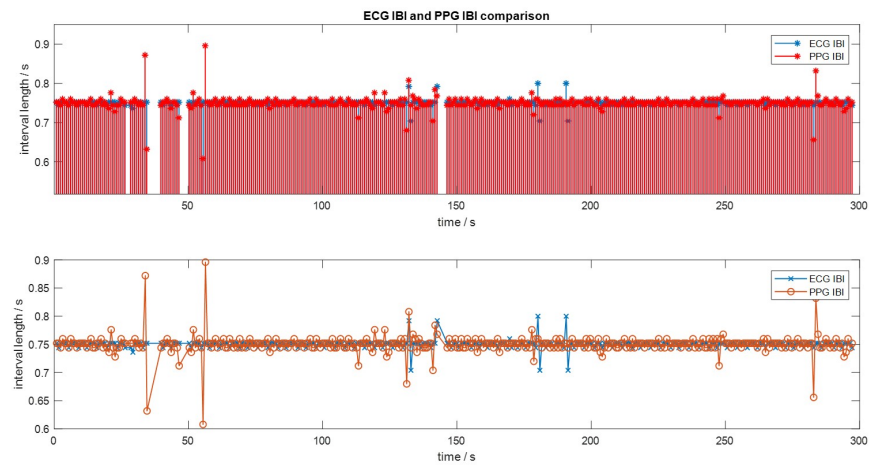 ECG IBI and PPG IBI comparison
0.9
0.8
0.7
0.6
interval length / s
ECG IBI
PPG IBI
50
100
150
200
250
300
time / s
0.9
0.85
0.8
0.75
0.7
0.65
0.6
interval length / s
ECG IBI
PPG IBI
0
50
100
150
200
250
300
time / s